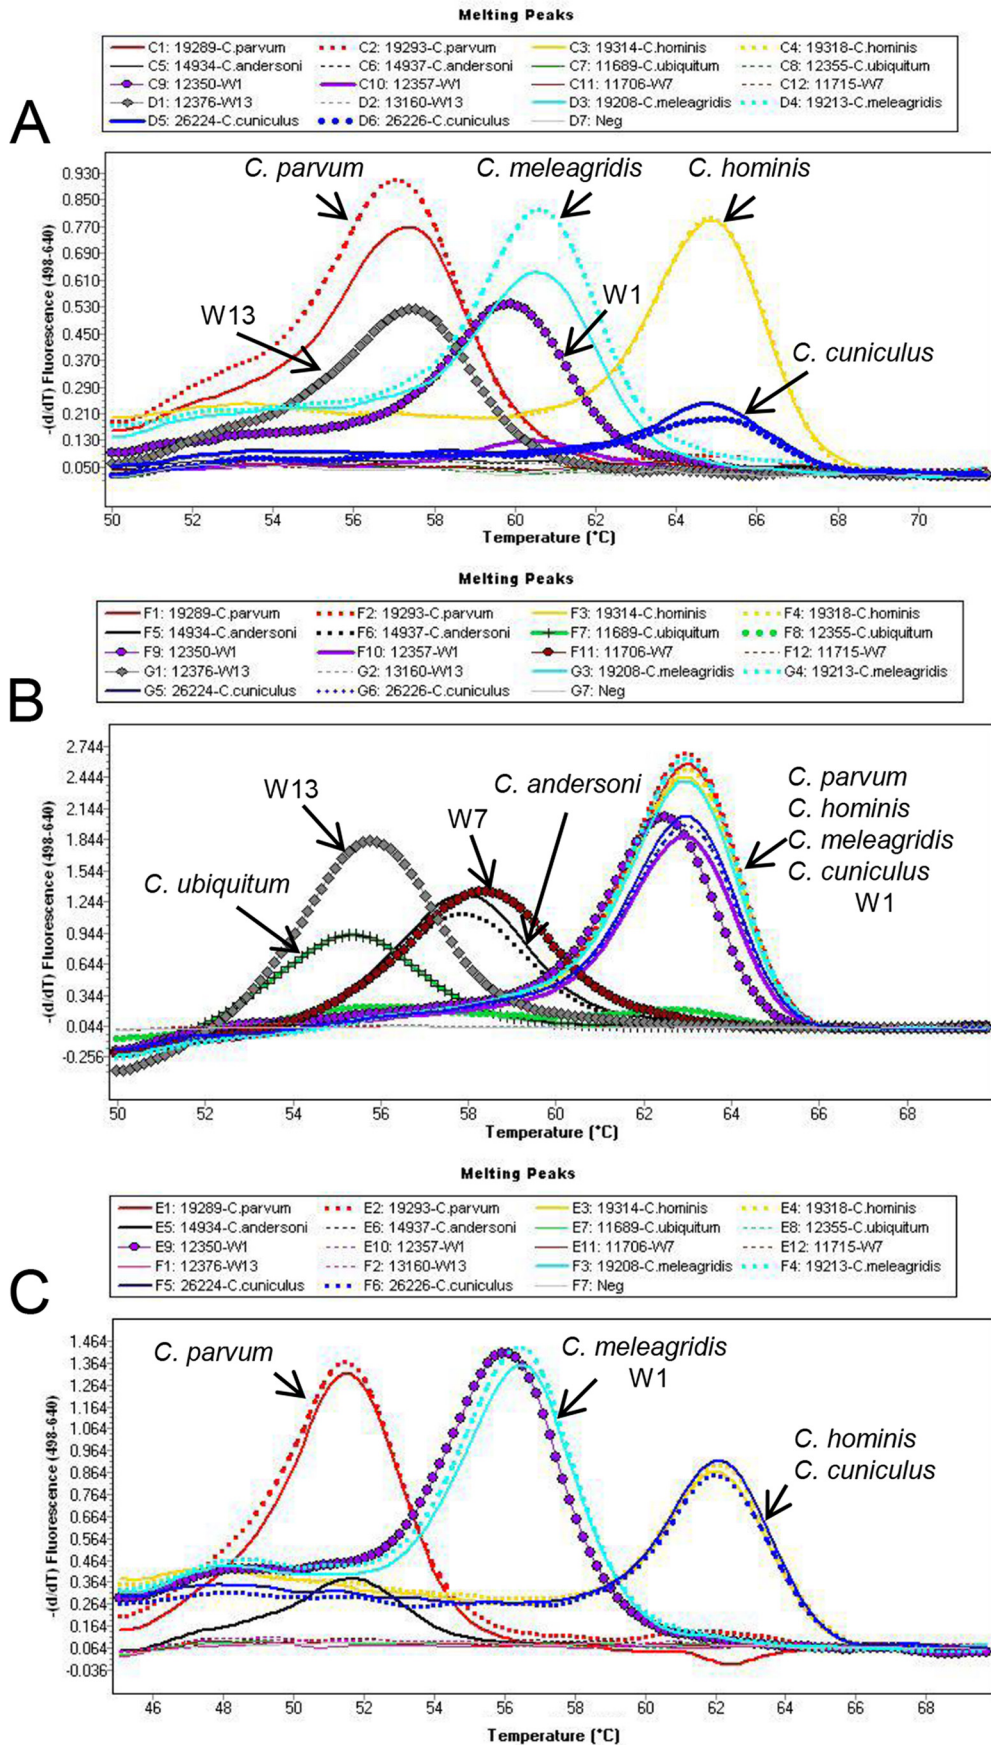 Melting Peaks
C1: 19289-C.parvum C2: 19293-C.parvum C3: 19314-C.hominis C4: 19318-C.hominis
C5: 14934-C.andersoni C6: 14937-C.andersoni C7: 11689-C.ubiquitum C8: 12355-C.ubiquitum
C9: 12350-W1 C10: 12357-W1 C11: 11706-W7 C12: 11715-W7
D1: 12376-W13 D2: 13160-W13 D3: 19208-C.meleagridis D4: 19213-C.meleagridis
D5: 26224-C.cuniculus D6: 26226-C.cuniculus D7: Neg
A
C. parvum C. meleagridis C. hominis
W13 W1
C. cuniculus
-(d/dT) Fluorescence (498-640)
0.930
0.850
0.770
0.690
0.610
0.530
0.450
0.370
0.290
0.210
0.130
0.050
50 52 54 56 58 60 62 64 66 68 70
Temperature (°C)
Melting Peaks
F1: 19289-C.parvum F2: 19293-C.parvum F3: 19314-C.hominis F4: 19318-C.hominis
F5: 14934-C.andersoni F6: 14937-C.andersoni F7: 11689-C.ubiquitum F8: 12355-C.ubiquitum
F9: 12350-W1 F10: 12357-W1 F11: 11706-W7 F12: 11715-W7
G1: 12376-W13 G2: 13160-W13 G3: 19208-C.meleagridis G4: 19213-C.meleagridis
G5: 26224-C.cuniculus G6: 26226-C.cuniculus G7: Neg
B
W13
C. andersoni
W7
C. ubiquitum
C. parvum
C. hominis
C. meleagridis
C. cuniculus
W1
-(d/dT) Fluorescence (498-640)
2.744
2.444
2.144
1.844
1.544
1.244
0.944
0.644
0.344
0.044
-0.256
50 52 54 56 58 60 62 64 66 68
Temperature (°C)
Melting Peaks
E1: 19289-C.parvum E2: 19293-C.parvum E3: 19314-C.hominis E4: 19318-C.hominis
E5: 14934-C.andersoni E6: 14937-C.andersoni E7: 11689-C.ubiquitum E8: 12355-C.ubiquitum
E9: 12350-W1 E10: 12357-W1 E11: 11706-W7 E12: 11715-W7
F1: 12376-W13 F2: 13160-W13 F3: 19208-C.meleagridis F4: 19213-C.meleagridis
F5: 26224-C.cuniculus F6: 26226-C.cuniculus F7: Neg
C
C. parvum
C. meleagridis
W1
C. hominis
C. cuniculus
-(d/dT) Fluorescence (498-640)
1.464
1.364
1.264
1.164
1.064
0.964
0.864
0.764
0.664
0.564
0.464
0.364
0.264
0.164
0.064
-0.036
46 48 50 52 54 56 58 60 62 64 66 68
Temperature (°C)